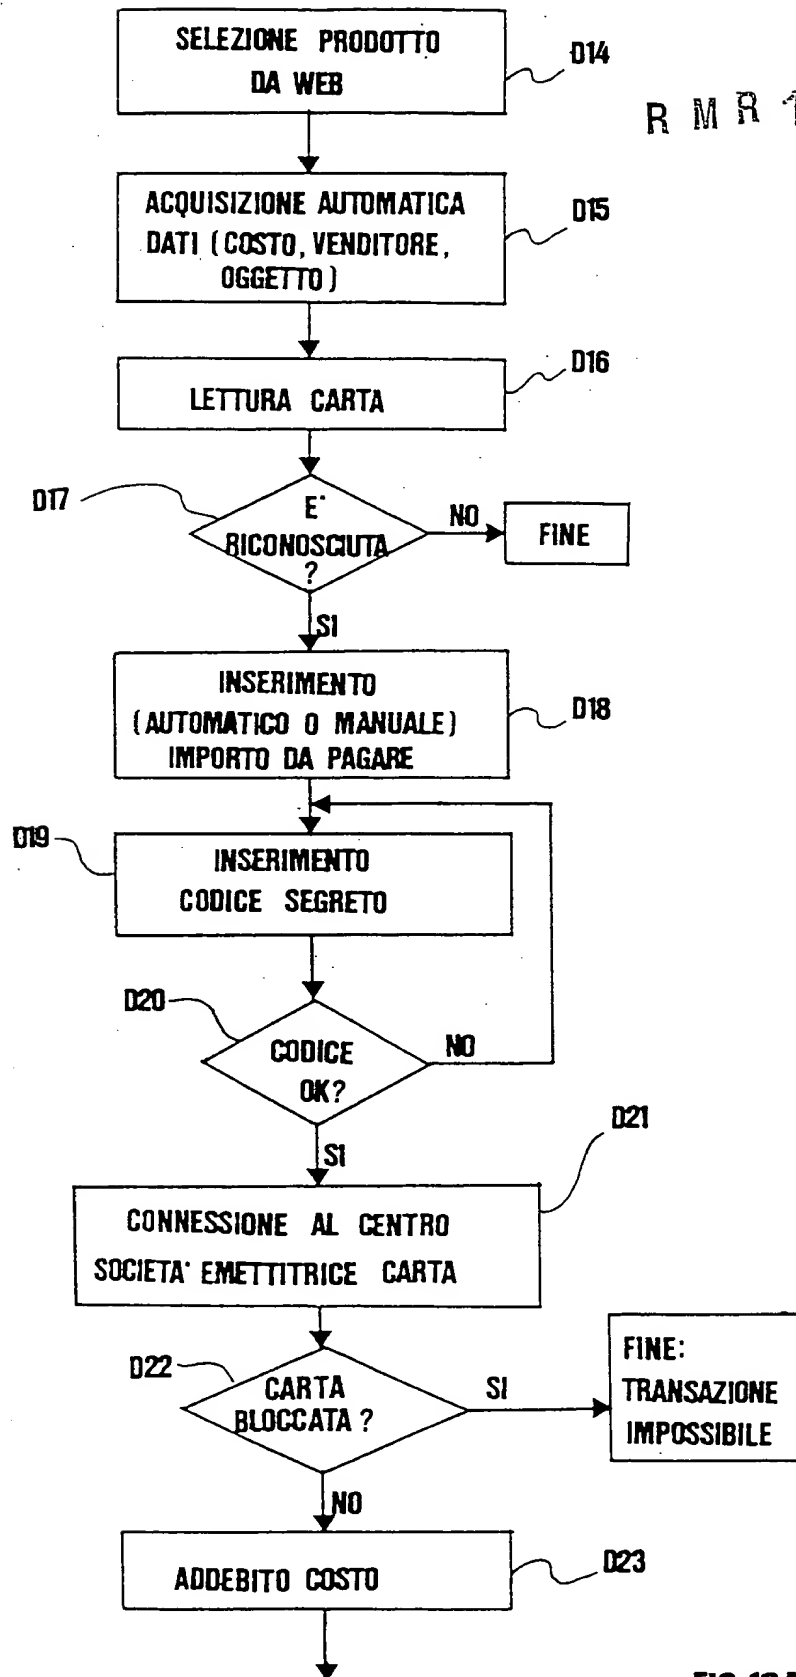 SELEZIONE PRODOTTO
DA WEB
D14
R M R
ACQUISIZIONE AUTOMATICA
DATI (COSTO, VENDITORE,
OGGETTO)
D15
LETTURA CARTA
D16
D17
E'
RICONOSCIUTA
?
NO
FINE
SI
INSERIMENTO
(AUTOMATICO O MANUALE)
IMPORTO DA PAGARE
D18
D19
INSERIMENTO
CODICE SEGRETO
D20
CODICE
OK?
NO
SI
D21
CONNESSIONE AL CENTRO
SOCIETA' EMETTITRICE CARTA
D22
CARTA
BLOCCATA ?
SI
FINE:
TRANSAZIONE
IMPOSSIBILE
NO
ADDEBITO COSTO
D23